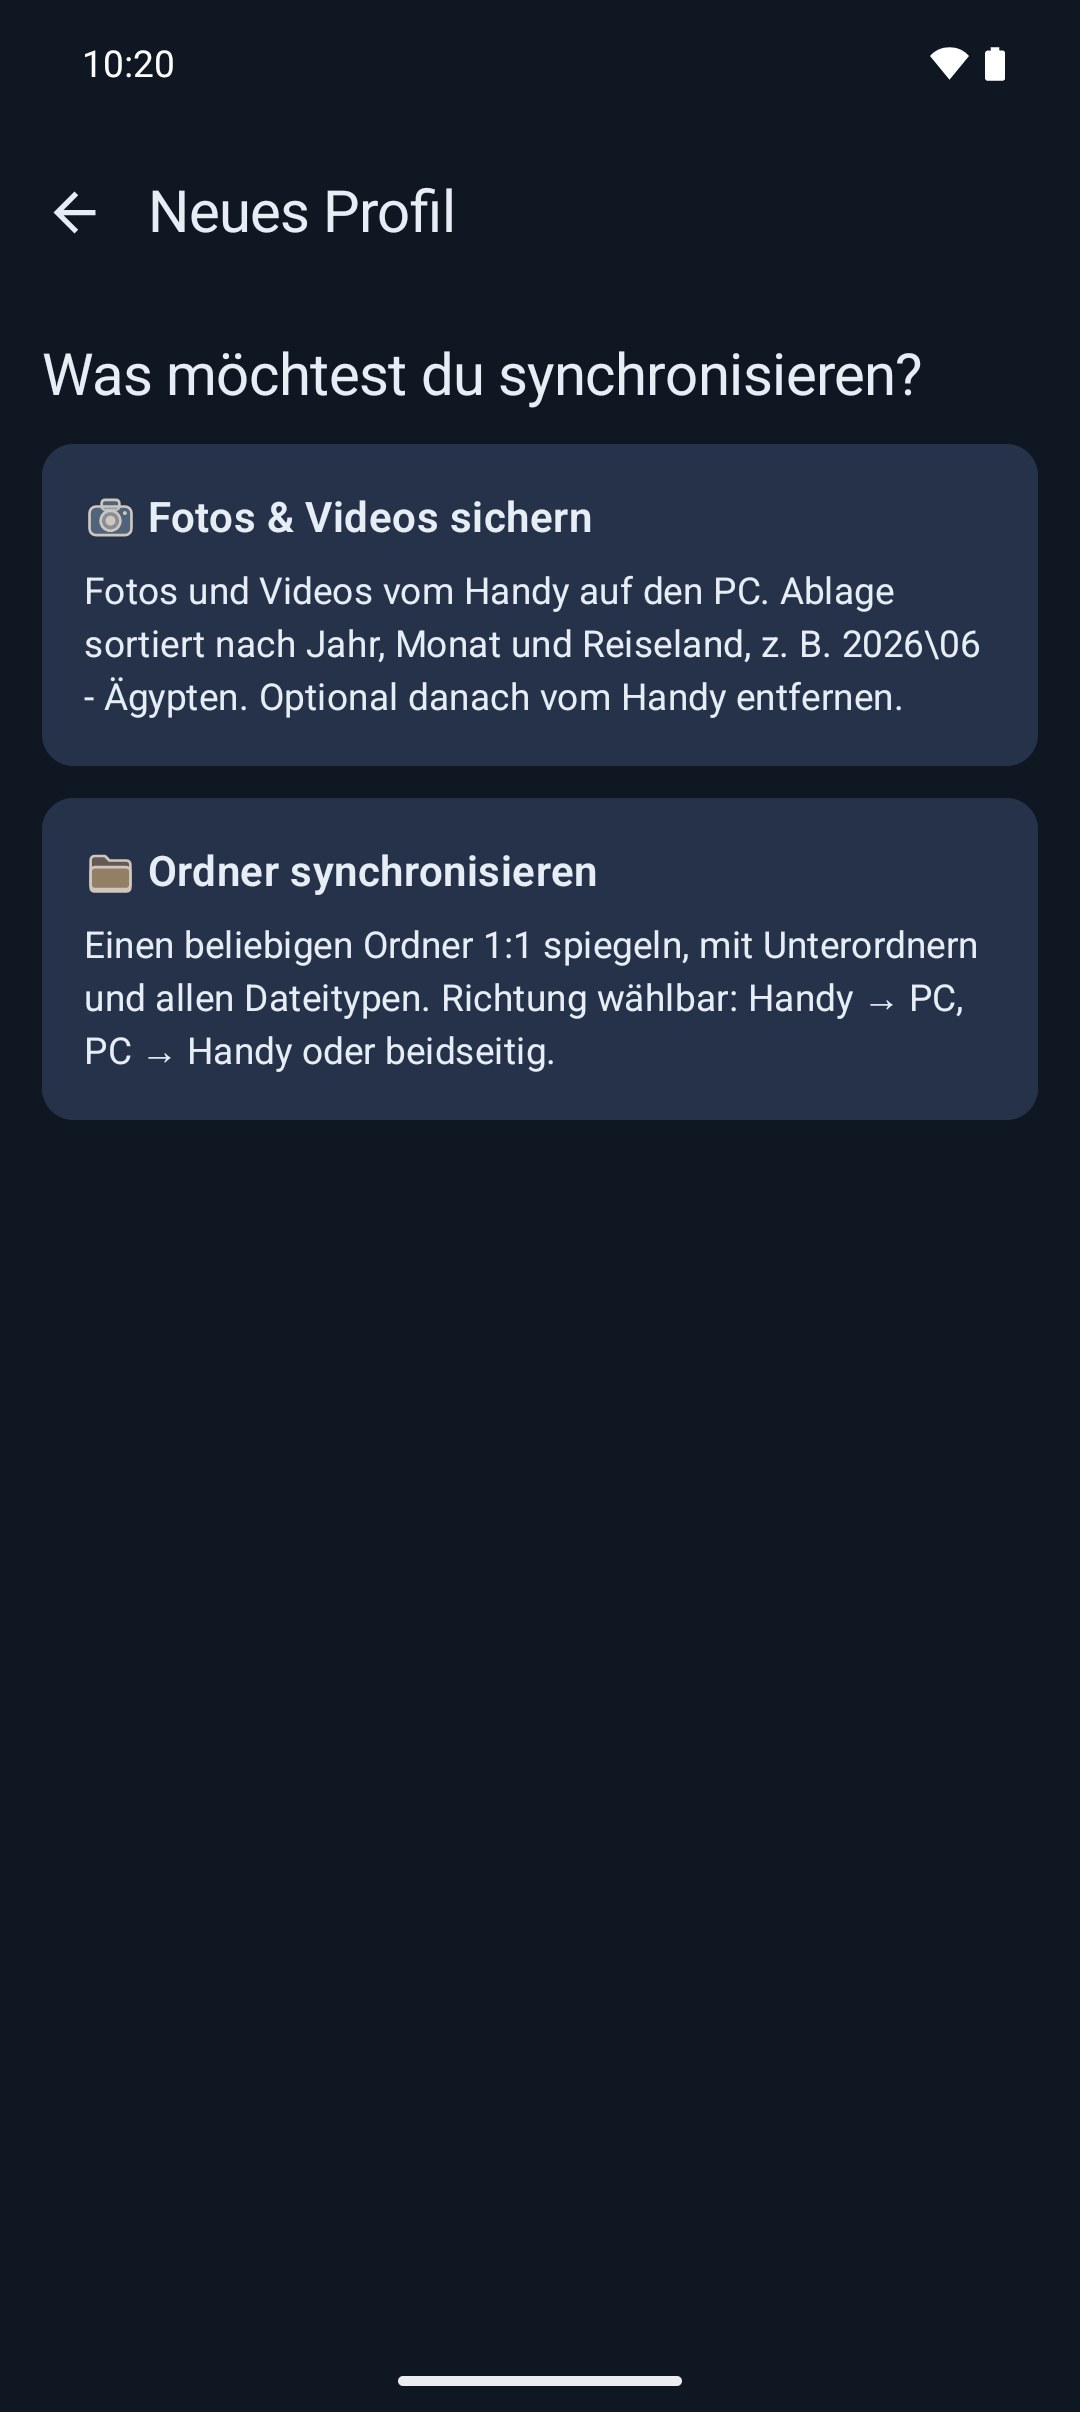 10:20
Neues Profil
Was möchtest du synchronisieren?
Fotos & Videos sichern
Fotos und Videos vom Handy auf den PC. Ablage
sortiert nach Jahr, Monat und Reiseland, z. B. 2026\06
- Ägypten. Optional danach vom Handy entfernen.
Ordner synchronisieren
Einen beliebigen Ordner 1:1 spiegeln, mit Unterordnern
und allen Dateitypen. Richtung wählbar: Handy → PC,
PC → Handy oder beidseitig.